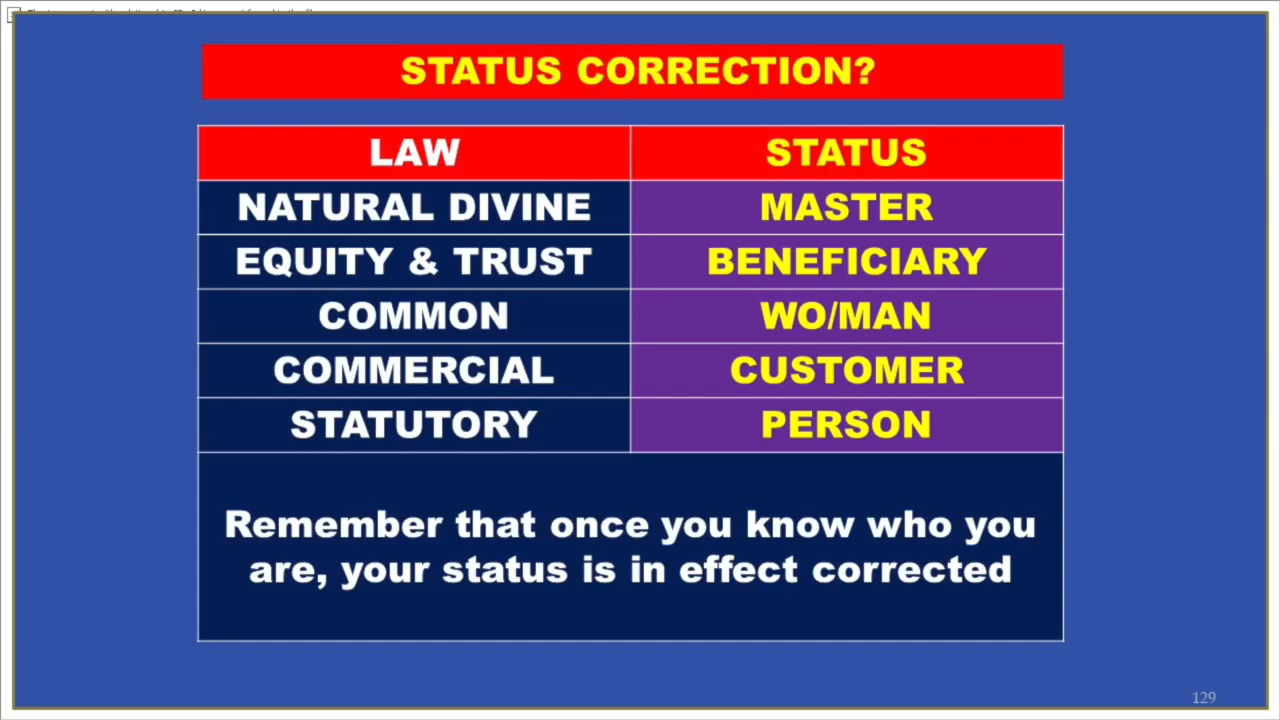 STATUS CORRECTION?
LAW STATUS
NATURAL DIVINE MASTER
EQUITY & TRUST BENEFICIARY
COMMON WO/MAN
COMMERCIAL CUSTOMER
STATUTORY PERSON
Remember that once you know who you
are, your status is in effect corrected
129